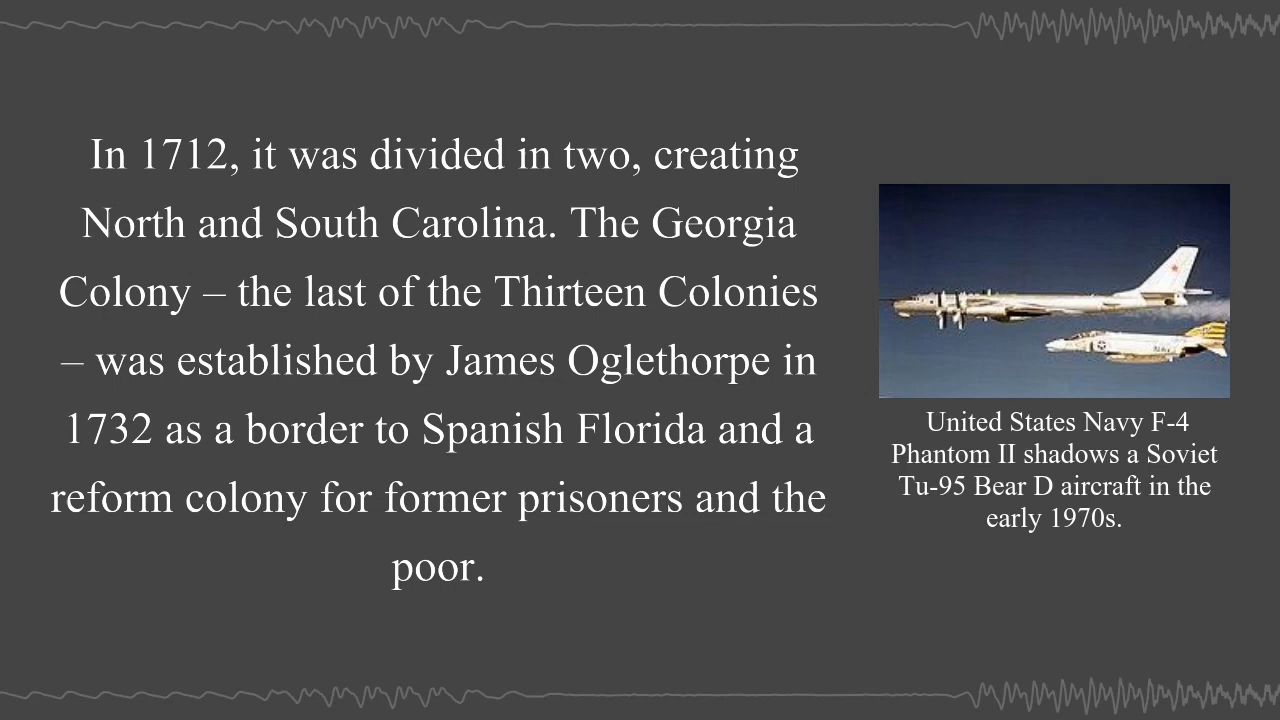 In 1712, it was divided in two, creating
North and South Carolina. The Georgia
Colony – the last of the Thirteen Colonies
– was established by James Oglethorpe in
1732 as a border to Spanish Florida and a
reform colony for former prisoners and the
poor.
United States Navy F-4
Phantom II shadows a Soviet
Tu-95 Bear D aircraft in the
early 1970s.